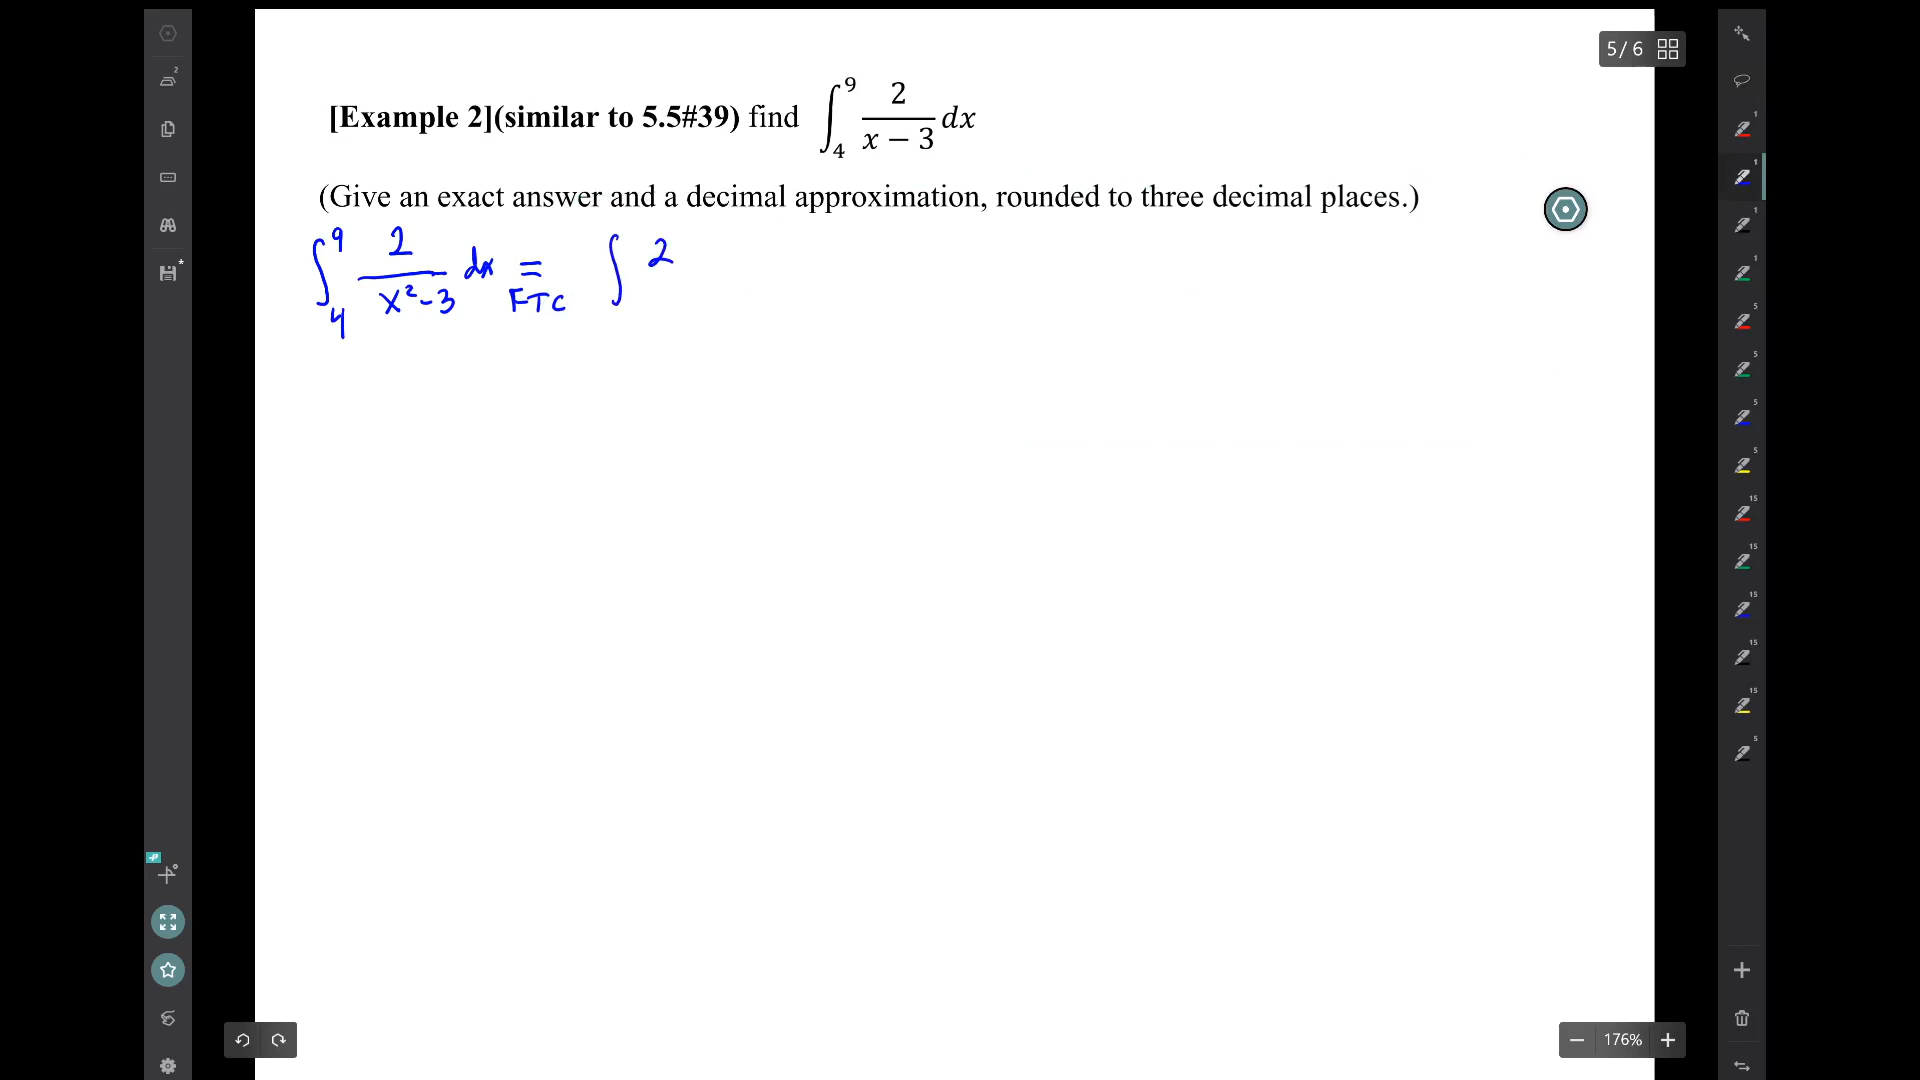 5 / 6
[Example 2](similar to 5.5#39) find ∫₄⁹ 2/(x − 3) dx
(Give an exact answer and a decimal approximation, rounded to three decimal places.)
∫₄⁹ 2/(x² - 3) dx = ∫ 2
FTC
176%